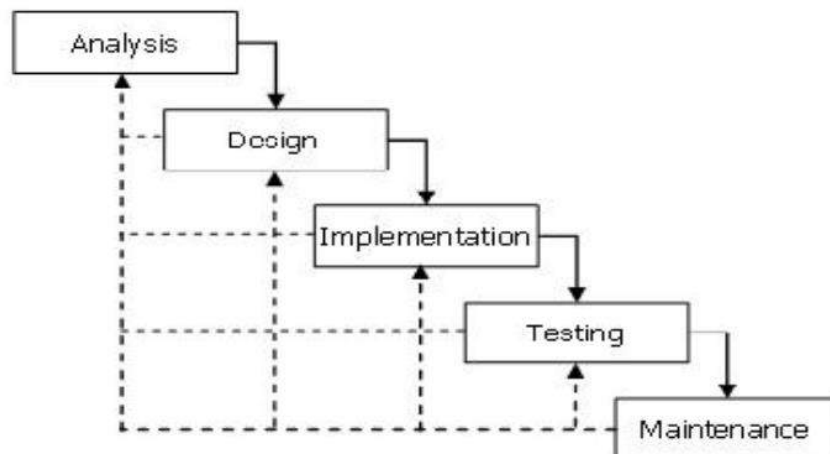 Analysis
Design
Implementation
Testing
Maintenance